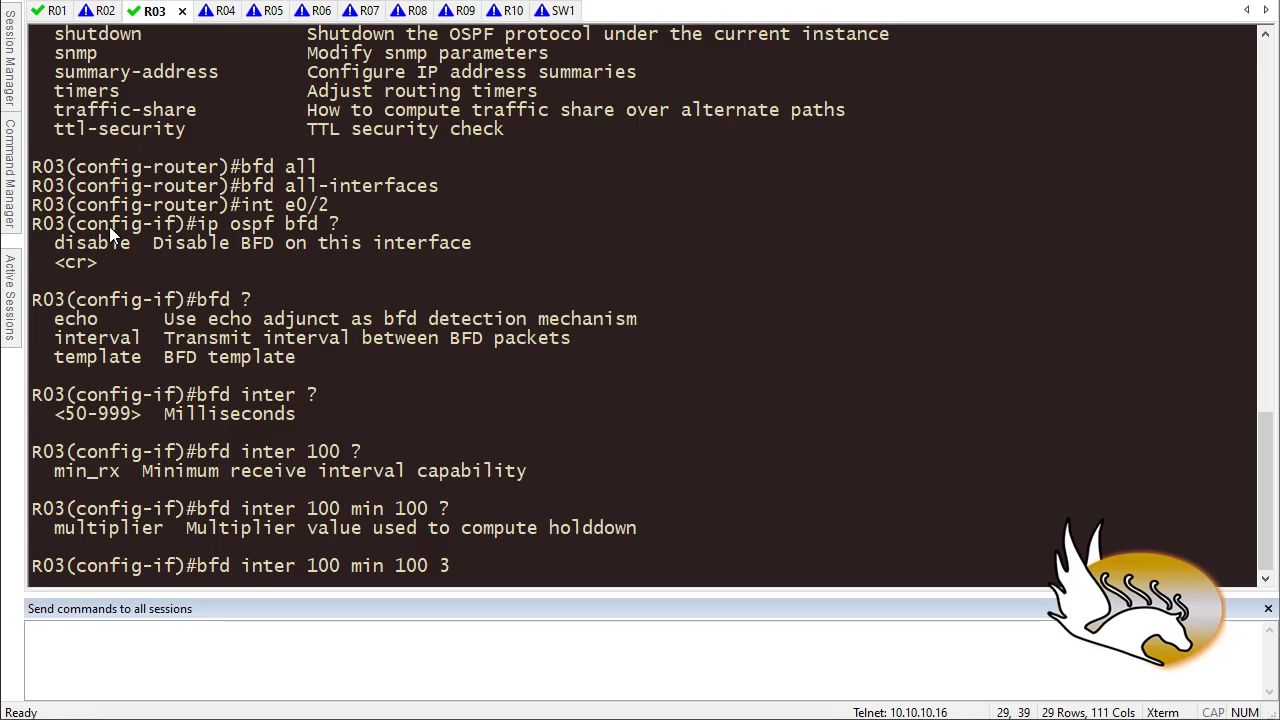 R01 R02 R03 × R04 R05 R06 R07 R08 R09 R10 SW1
Session Manager
Command Manager
Active Sessions
shutdown Shutdown the OSPF protocol under the current instance
snmp Modify snmp parameters
summary-address Configure IP address summaries
timers Adjust routing timers
traffic-share How to compute traffic share over alternate paths
ttl-security TTL security check
R03(config-router)#bfd all
R03(config-router)#bfd all-interfaces
R03(config-router)#int e0/2
R03(config-if)#ip ospf bfd ?
disable Disable BFD on this interface
<cr>
R03(config-if)#bfd ?
echo Use echo adjunct as bfd detection mechanism
interval Transmit interval between BFD packets
template BFD template
R03(config-if)#bfd inter ?
<50-999> Milliseconds
R03(config-if)#bfd inter 100 ?
min_rx Minimum receive interval capability
R03(config-if)#bfd inter 100 min 100 ?
multiplier Multiplier value used to compute holddown
R03(config-if)#bfd inter 100 min 100 3
Send commands to all sessions ×
Ready Telnet: 10.10.10.16 29, 39 29 Rows, 111 Cols Xterm CAP NUM